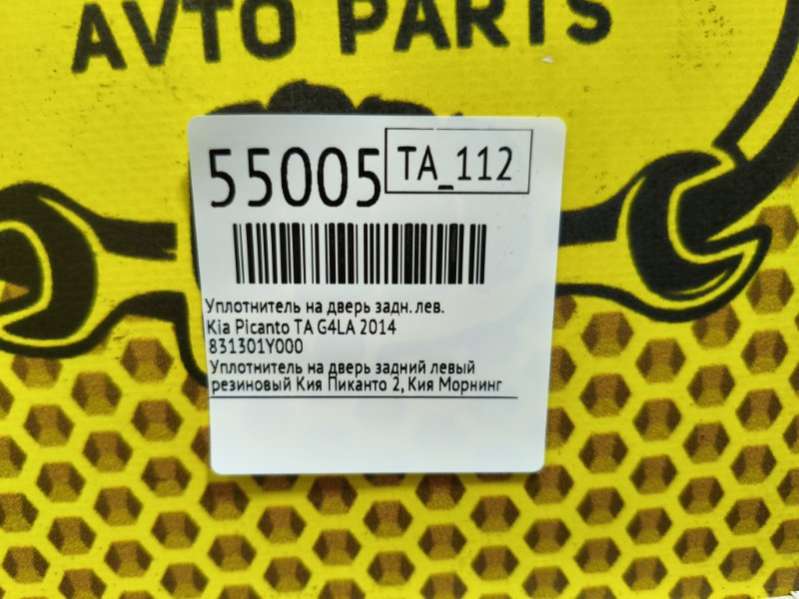 AVTO PARTS
55005
TA_112
Уплотнитель на дверь задн. лев.
Kia Picanto TA G4LA 2014
831301Y000
Уплотнитель на дверь задний левый
резиновый Кия Пиканто 2, Кия Морнинг